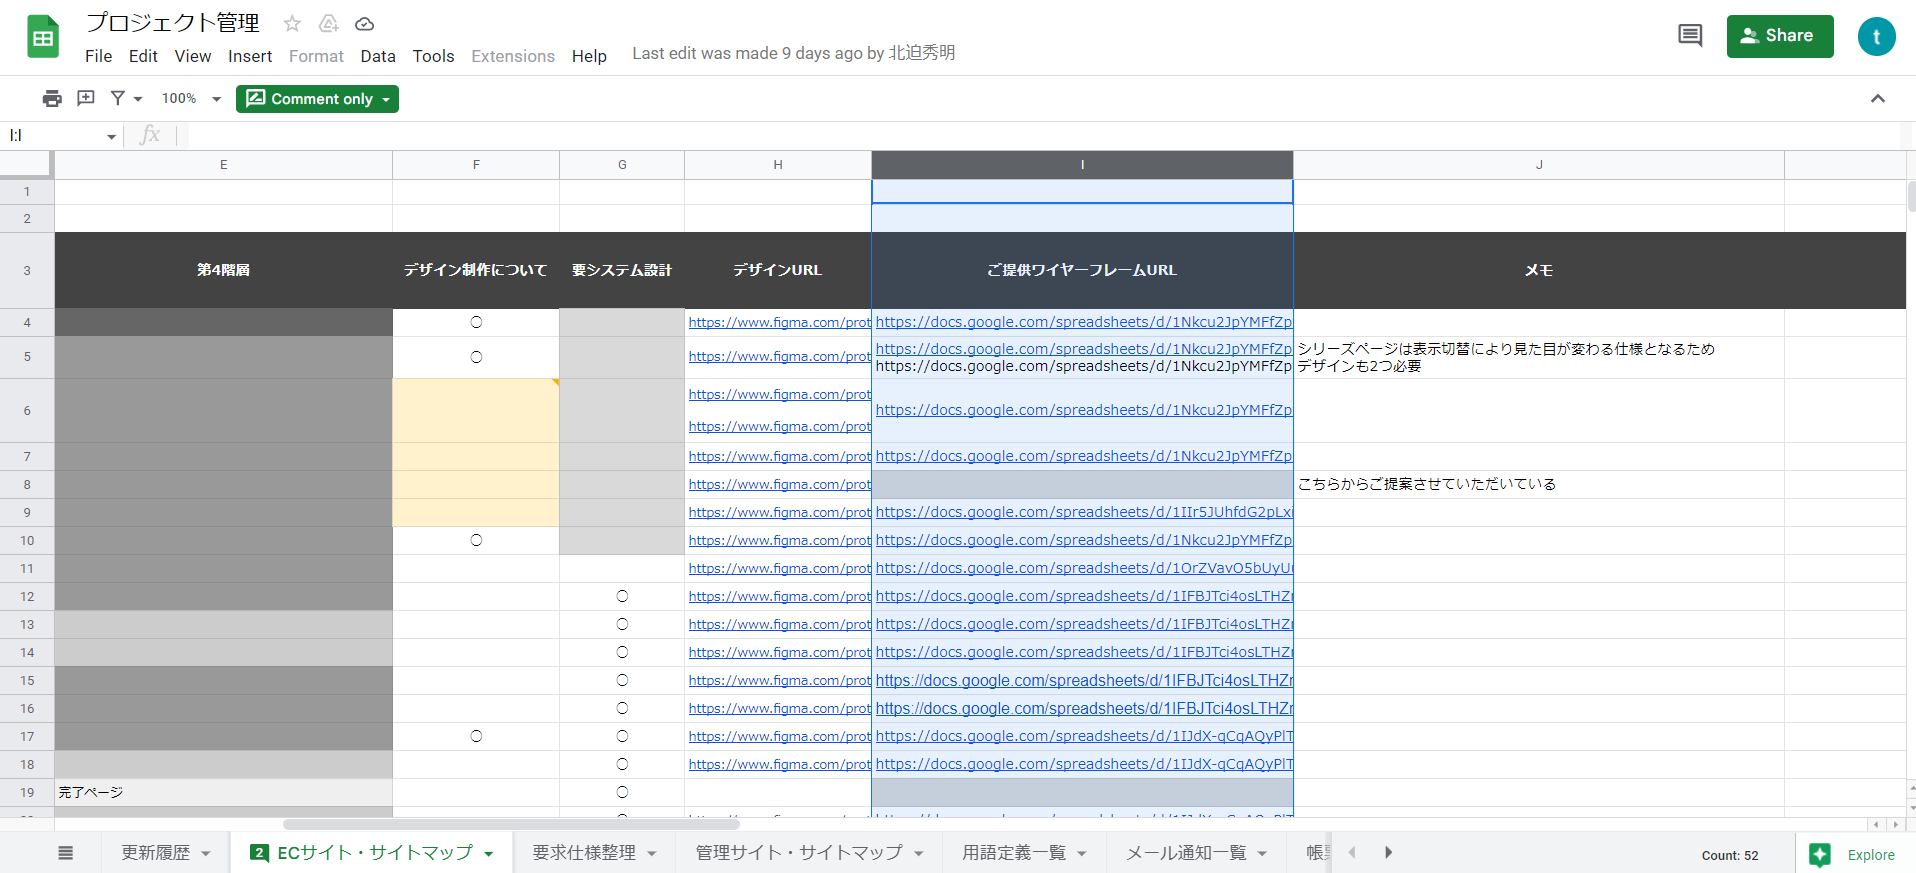 プロジェクト管理
File Edit View Insert Format Data Tools Extensions Help Last edit was made 9 days ago by 北迫秀明
Share
t
100% Comment only
I:I fx
E F G H I J
1
2
3 第4階層 デザイン制作について 要システム設計 デザインURL ご提供ワイヤーフレームURL メモ
4 〇 https://www.figma.com/prot https://docs.google.com/spreadsheets/d/1Nkcu2JpYMFfZp
5 〇 https://www.figma.com/prot https://docs.google.com/spreadsheets/d/1Nkcu2JpYMFfZp シリーズページは表示切替により見た目が変わる仕様となるため
https://docs.google.com/spreadsheets/d/1Nkcu2JpYMFfZp デザインも2つ必要
6 https://www.figma.com/prot https://docs.google.com/spreadsheets/d/1Nkcu2JpYMFfZp
https://www.figma.com/prot
7 https://www.figma.com/prot https://docs.google.com/spreadsheets/d/1Nkcu2JpYMFfZp
8 https://www.figma.com/prot こちらからご提案させていただいている
9 https://www.figma.com/prot https://docs.google.com/spreadsheets/d/1IIr5JUhfdG2pLxi
10 〇 https://www.figma.com/prot https://docs.google.com/spreadsheets/d/1Nkcu2JpYMFfZp
11 https://www.figma.com/prot https://docs.google.com/spreadsheets/d/1OrZVavO5bUyU
12 〇 https://www.figma.com/prot https://docs.google.com/spreadsheets/d/1IFBJTci4osLTHZr
13 〇 https://www.figma.com/prot https://docs.google.com/spreadsheets/d/1IFBJTci4osLTHZr
14 〇 https://www.figma.com/prot https://docs.google.com/spreadsheets/d/1IFBJTci4osLTHZr
15 〇 https://www.figma.com/prot https://docs.google.com/spreadsheets/d/1IFBJTci4osLTHZr
16 〇 https://www.figma.com/prot https://docs.google.com/spreadsheets/d/1IFBJTci4osLTHZr
17 〇 〇 https://www.figma.com/prot https://docs.google.com/spreadsheets/d/1IJdX-qCqAQyPlT
18 〇 https://www.figma.com/prot https://docs.google.com/spreadsheets/d/1IJdX-qCqAQyPlT
19 完了ページ 〇
更新履歴 2 ECサイト・サイトマップ 要求仕様整理 管理サイト・サイトマップ 用語定義一覧 メール通知一覧 帳 Count: 52 Explore